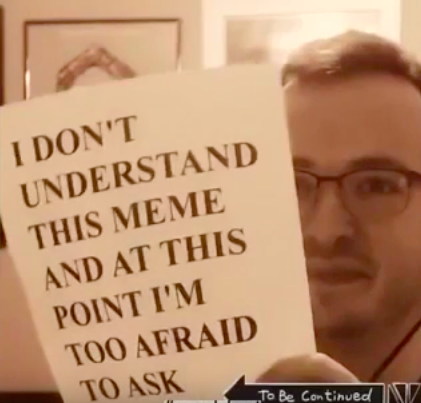 I DON'T
UNDERSTAND
THIS MEME
AND AT THIS
POINT I'M
TOO AFRAID
TO ASK
To Be Continued